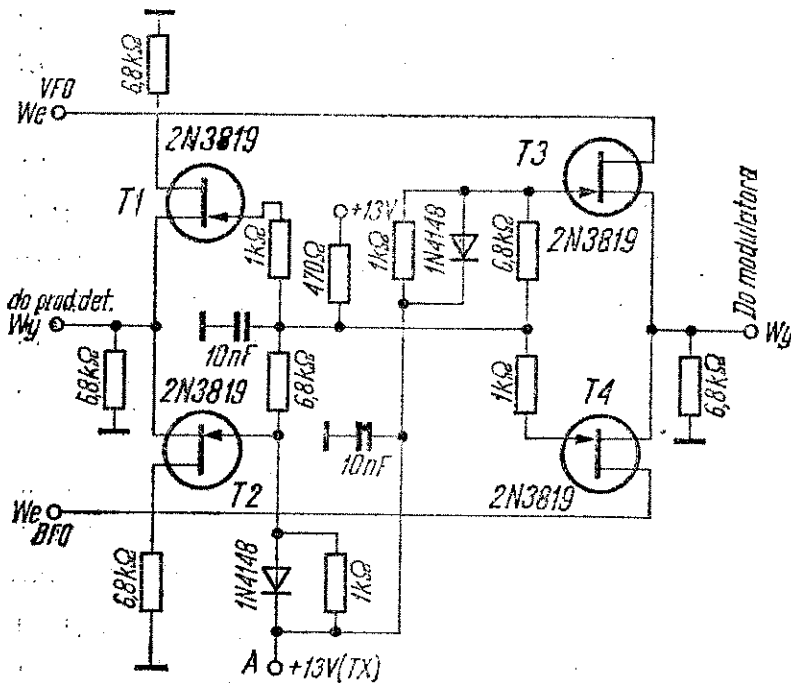 6,8kΩ
VFO
We
2N3819
T1
T3
+13V
1kΩ
470Ω
1kΩ
1N4148
6,8kΩ
2N3819
Do modulatora
do prod.det.
Wy
10nF
6,8kΩ
2N3819
6,8kΩ
T2
10nF
1kΩ
T4
Wy
6,8kΩ
2N3819
We
BFO
6,8kΩ
1N4148
1kΩ
A +13V(TX)